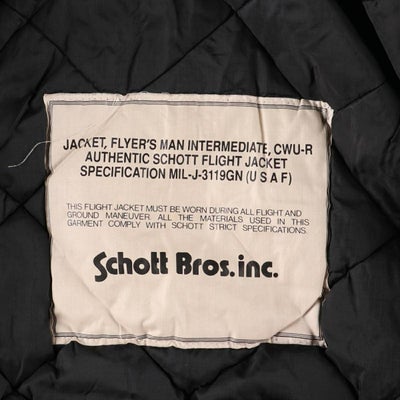 JACKET, FLYER'S MAN INTERMEDIATE, CWU-R
AUTHENTIC SCHOTT FLIGHT JACKET
SPECIFICATION MIL-J-3119GN (U S A F)
THIS FLIGHT JACKET MUST BE WORN DURING ALL FLIGHT AND
GROUND MANEUVER. ALL THE MATERIALS USED IN THIS
GARMENT COMPLY WITH SCHOTT STRICT SPECIFICATIONS.
Schott Bros.inc.